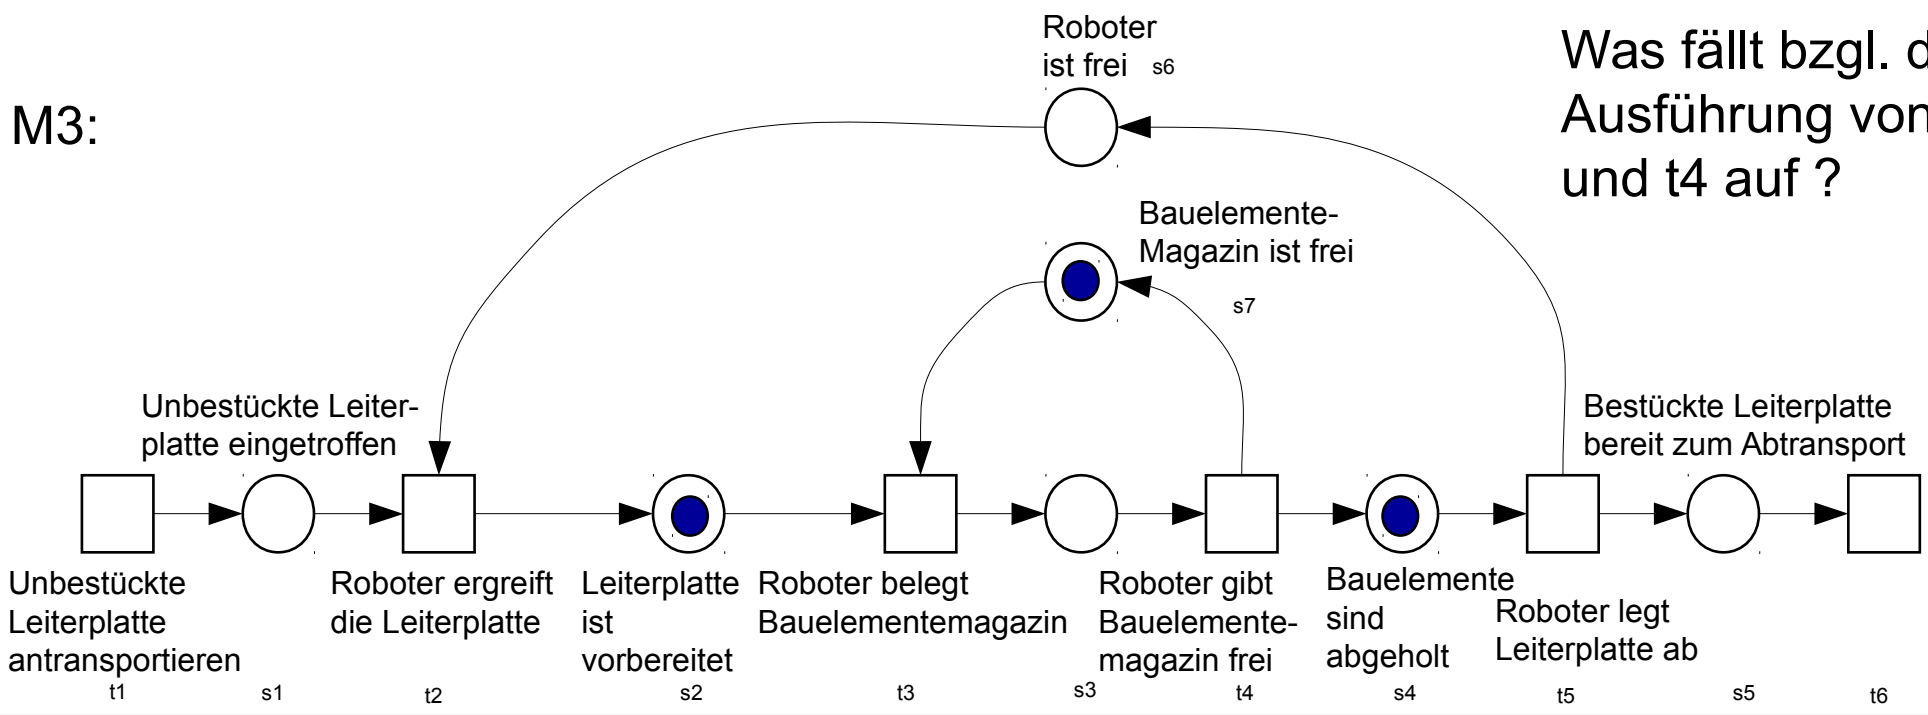 Roboter
ist frei
s6
Was fällt bzgl.
Ausführung von
und t4 auf ?
M3:
Bauelemente-
Magazin ist frei
s7
Unbestückte Leiter-
platte eingetroffen
Bestückte Leiterplatte
bereit zum Abtransport
Unbestückte
Leiterplatte
antransportieren
t1
s1
Roboter ergreift
die Leiterplatte
t2
Leiterplatte
ist
vorbereitet
s2
Roboter belegt
Bauelementemagazin
t3
s3
Roboter gibt
Bauelemente-
magazin frei
t4
Bauelemente
sind
abgeholt
s4
Roboter legt
Leiterplatte ab
t5
s5
t6